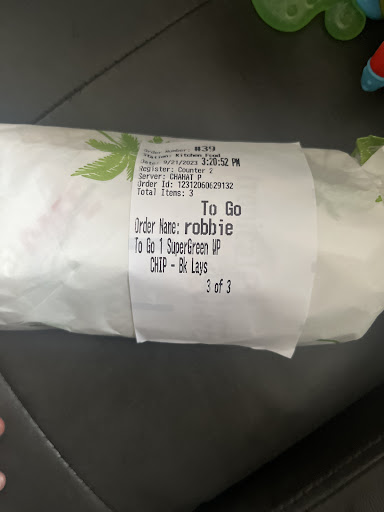 Order Number: #39
Station: Kitchen Food
Date: 9/21/2023 3:20:52 PM
Register: Counter 2
Server: CHAHAT P
Order Id: 12312060629132
Total Items: 3
To Go
Order Name: robbie
To Go 1 SuperGreen WP
CHIP - Bk Lays
3 of 3